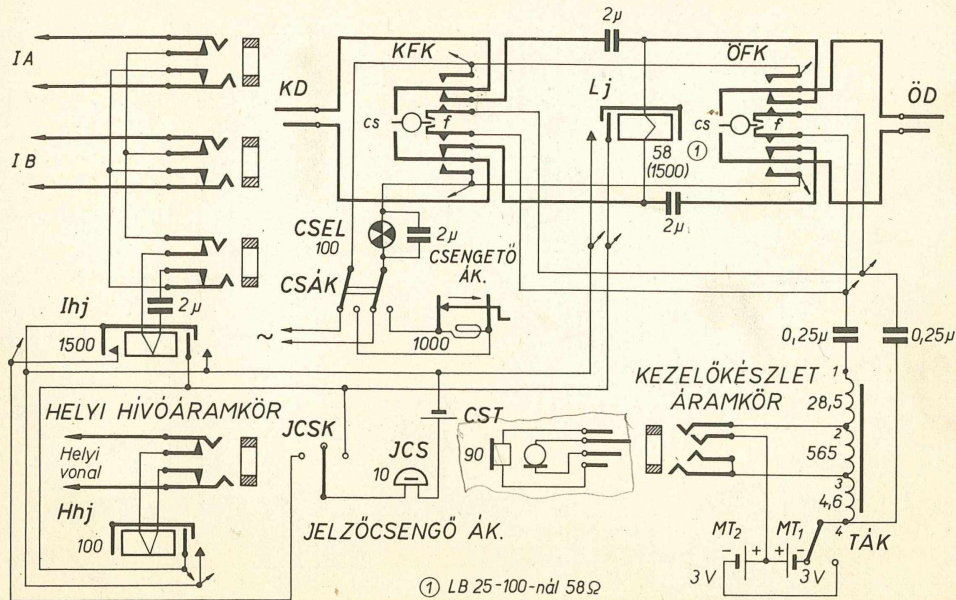 IA
IB
KD
KFK
2μ
Lj
ÖFK
ÖD
cs
f
cs
f
58
(1500)
①
2μ
CSEL
100
2μ
CSENGETŐ
ÁK.
CSÁK
~
1000
2μ
Ihj
1500
0,25μ
0,25μ
HELYI HÍVÓÁRAMKÖR
Helyi
vonal
Hhj
100
JCSK
JCS
10
CST
90
JELZŐCSENGŐ ÁK.
KEZELŐKÉSZLET
ÁRAMKÖR
1
28,5
2
565
3
4,6
4
TÁK
MT₂
MT₁
- + + -
3V
3V
① LB 25-100-nál 58Ω